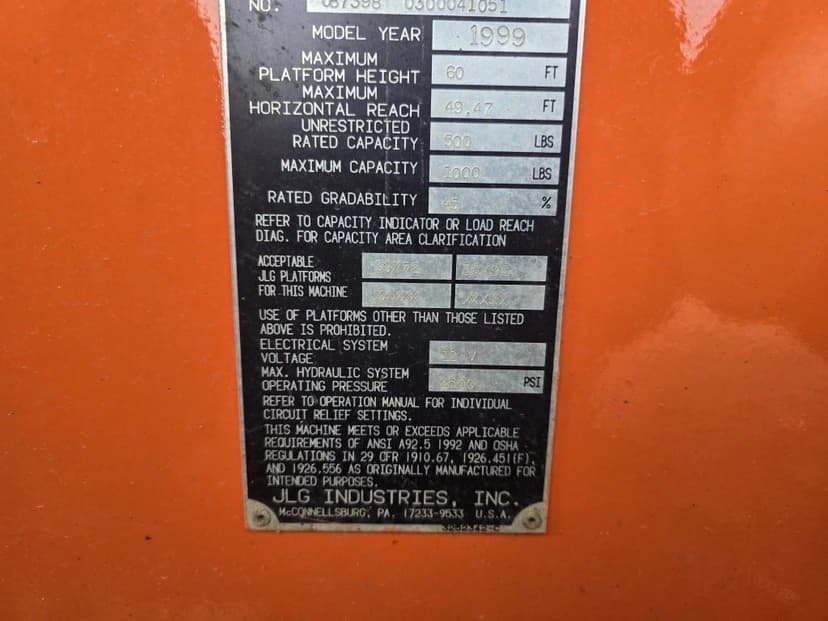 NO. 0300041051
MODEL YEAR 1999
MAXIMUM
PLATFORM HEIGHT 60 FT
MAXIMUM
HORIZONTAL REACH 49.47 FT
UNRESTRICTED
RATED CAPACITY 500 LBS
MAXIMUM CAPACITY 1000 LBS
RATED GRADABILITY 45 %
REFER TO CAPACITY INDICATOR OR LOAD REACH
DIAG. FOR CAPACITY AREA CLARIFICATION
ACCEPTABLE
JLG PLATFORMS
FOR THIS MACHINE
USE OF PLATFORMS OTHER THAN THOSE LISTED
ABOVE IS PROHIBITED.
ELECTRICAL SYSTEM
VOLTAGE V
MAX. HYDRAULIC SYSTEM
OPERATING PRESSURE PSI
REFER TO OPERATION MANUAL FOR INDIVIDUAL
CIRCUIT RELIEF SETTINGS.
THIS MACHINE MEETS OR EXCEEDS APPLICABLE
REQUIREMENTS OF ANSI A92.5 1992 AND OSHA
REGULATIONS IN 29 CFR 1910.67, 1926.451(F),
AND 1926.556 AS ORIGINALLY MANUFACTURED FOR
INTENDED PURPOSES.
JLG INDUSTRIES, INC.
McCONNELLSBURG, PA. 17233-9533 U.S.A.